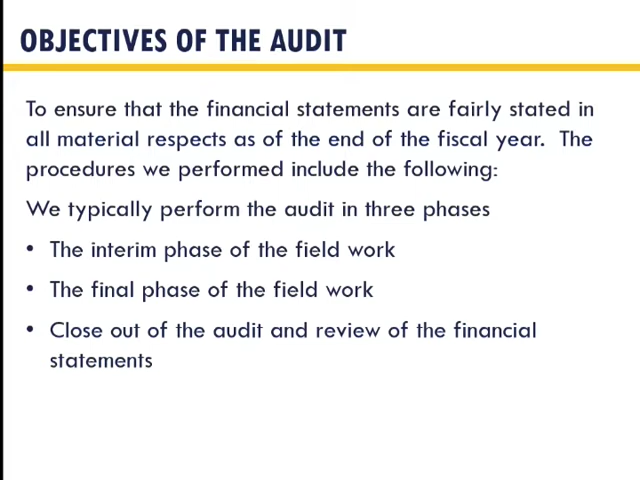 OBJECTIVES OF THE AUDIT
To ensure that the financial statements are fairly stated in
all material respects as of the end of the fiscal year.  The
procedures we performed include the following:
We typically perform the audit in three phases
• The interim phase of the field work
• The final phase of the field work
• Close out of the audit and review of the financial
statements